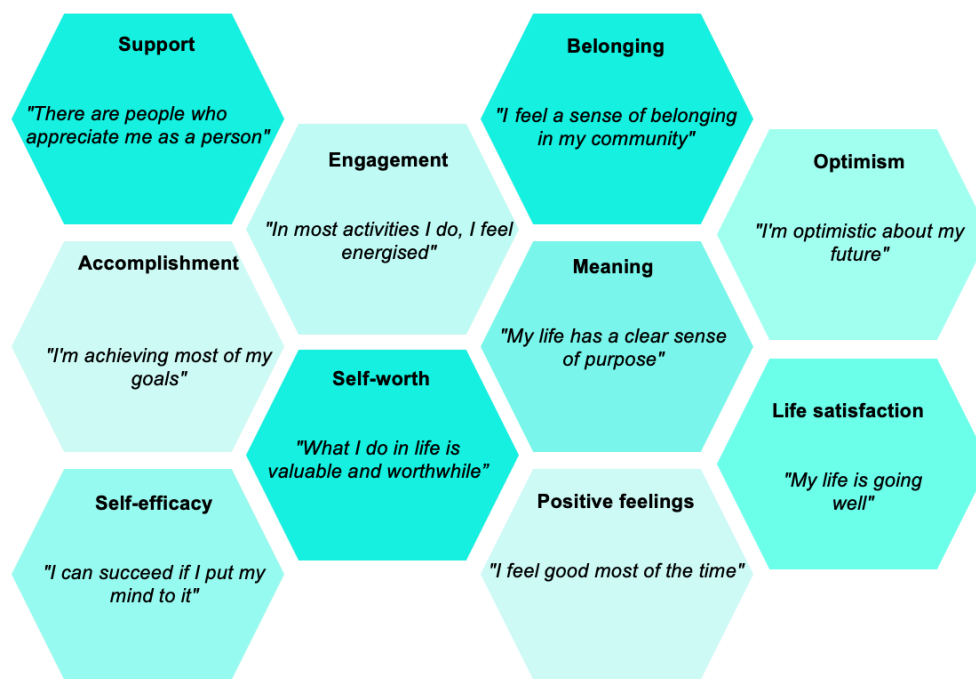 Support
"There are people who
appreciate me as a person"
Belonging
"I feel a sense of belonging
in my community"
Engagement
"In most activities I do, I feel
energised"
Optimism
"I'm optimistic about my
future"
Accomplishment
"I'm achieving most of my
goals"
Meaning
"My life has a clear sense
of purpose"
Self-worth
"What I do in life is
valuable and worthwhile”
Life satisfaction
"My life is going
well"
Self-efficacy
"I can succeed if I put my
mind to it"
Positive feelings
"I feel good most of the time"